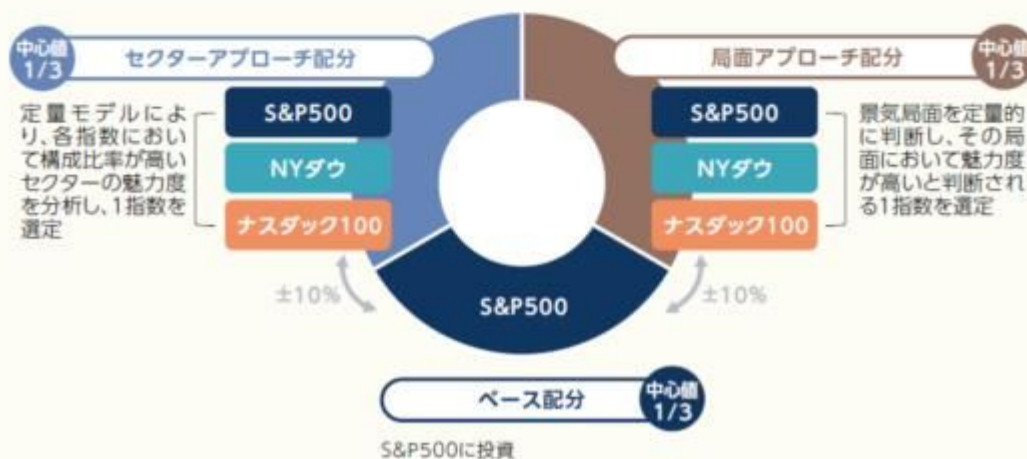 中心値
1/3
セクターアプローチ配分
定量モデルによ
り、各指数におい
て構成比率が高い
セクターの魅力度
を分析し、1指数を
選定
S&P500
NYダウ
ナスダック100
±10%
局面アプローチ配分
中心値
1/3
S&P500
NYダウ
ナスダック100
景気局面を定量的
に判断し、その局
面において魅力度
が高いと判断され
る1指数を選定
±10%
S&P500
ベース配分
中心値
1/3
S&P500に投資